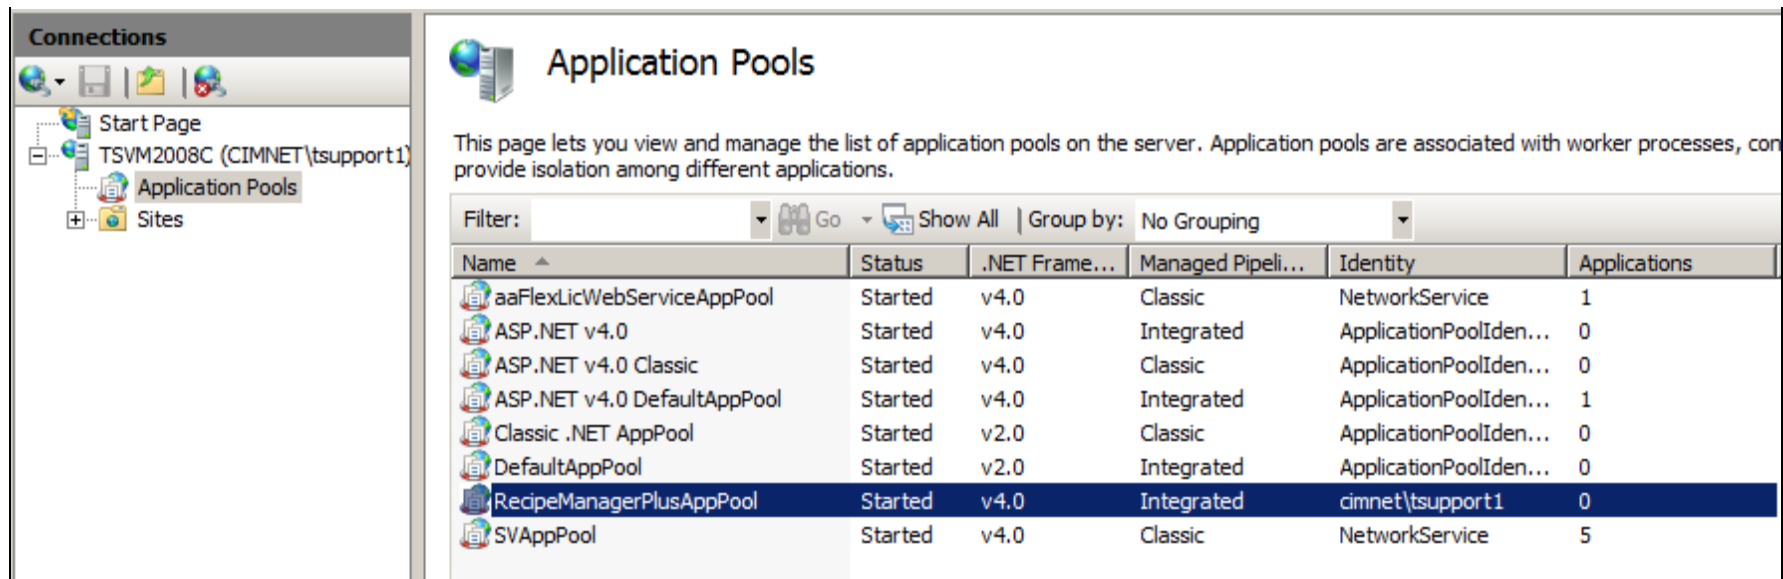 Connections
Start Page
TSVM2008C (CIMNET\tsupport1)
Application Pools
Sites
Application Pools
This page lets you view and manage the list of application pools on the server. Application pools are associated with worker processes, con
provide isolation among different applications.
Filter: Go Show All Group by: No Grouping
Name Status .NET Frame... Managed Pipeli... Identity Applications
aaFlexLicWebServiceAppPool Started v4.0 Classic NetworkService 1
ASP.NET v4.0 Started v4.0 Integrated ApplicationPoolIden... 0
ASP.NET v4.0 Classic Started v4.0 Classic ApplicationPoolIden... 0
ASP.NET v4.0 DefaultAppPool Started v4.0 Integrated ApplicationPoolIden... 1
Classic .NET AppPool Started v2.0 Classic ApplicationPoolIden... 0
DefaultAppPool Started v2.0 Integrated ApplicationPoolIden... 0
RecipeManagerPlusAppPool Started v4.0 Integrated cimnet\tsupport1 0
SVAppPool Started v4.0 Classic NetworkService 5